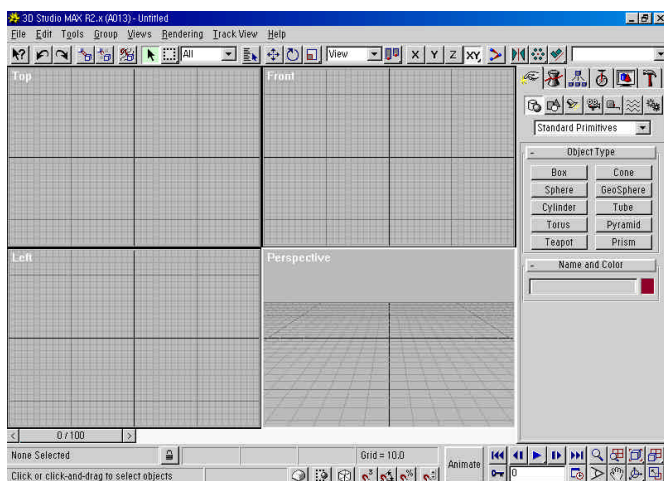 3D Studio MAX R2.x (A013) - Untitled
File Edit Tools Group Views Rendering Track View Help
All View X Y Z XY
Top Front
Standard Primitives
- Object Type
Box Cone
Sphere GeoSphere
Cylinder Tube
Torus Pyramid
Teapot Prism
Left Perspective
- Name and Color
< 0 / 100 >
None Selected Grid = 10.0
Animate
Click or click-and-drag to select objects
0